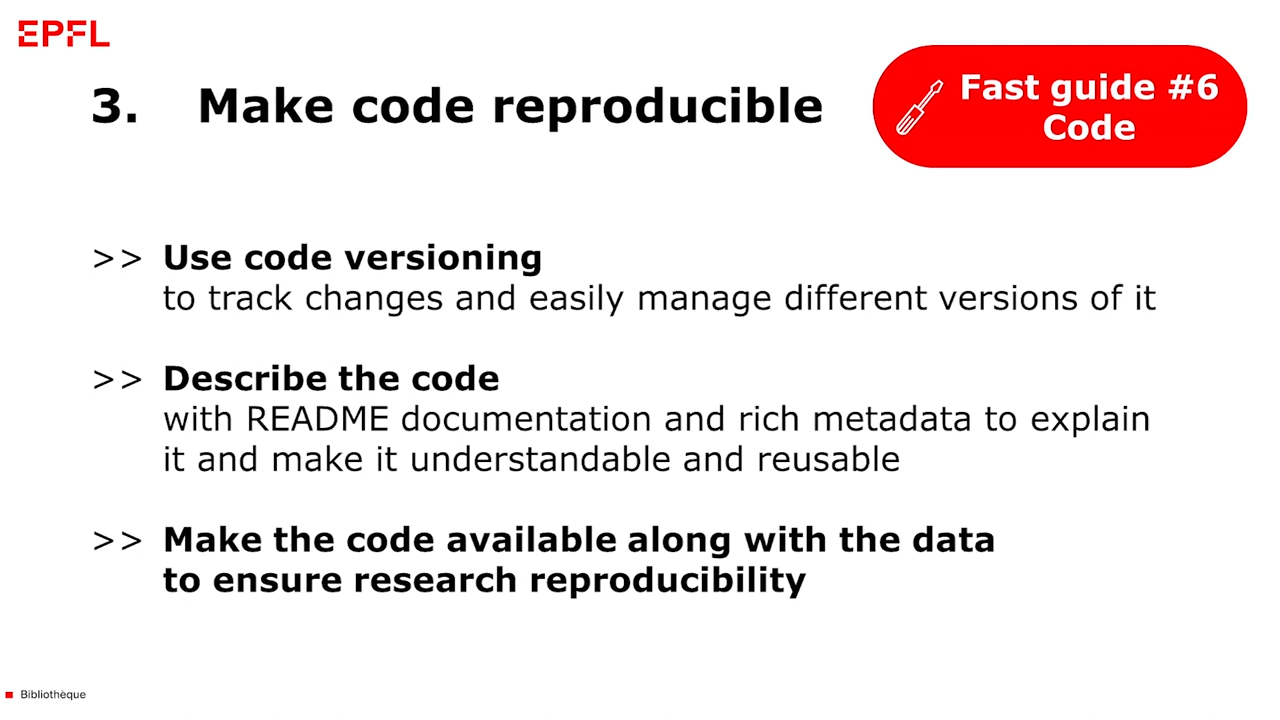 EPFL
3. Make code reproducible
Fast guide #6
Code
>> Use code versioning
to track changes and easily manage different versions of it
>> Describe the code
with README documentation and rich metadata to explain
it and make it understandable and reusable
>> Make the code available along with the data
to ensure research reproducibility
Bibliothèque